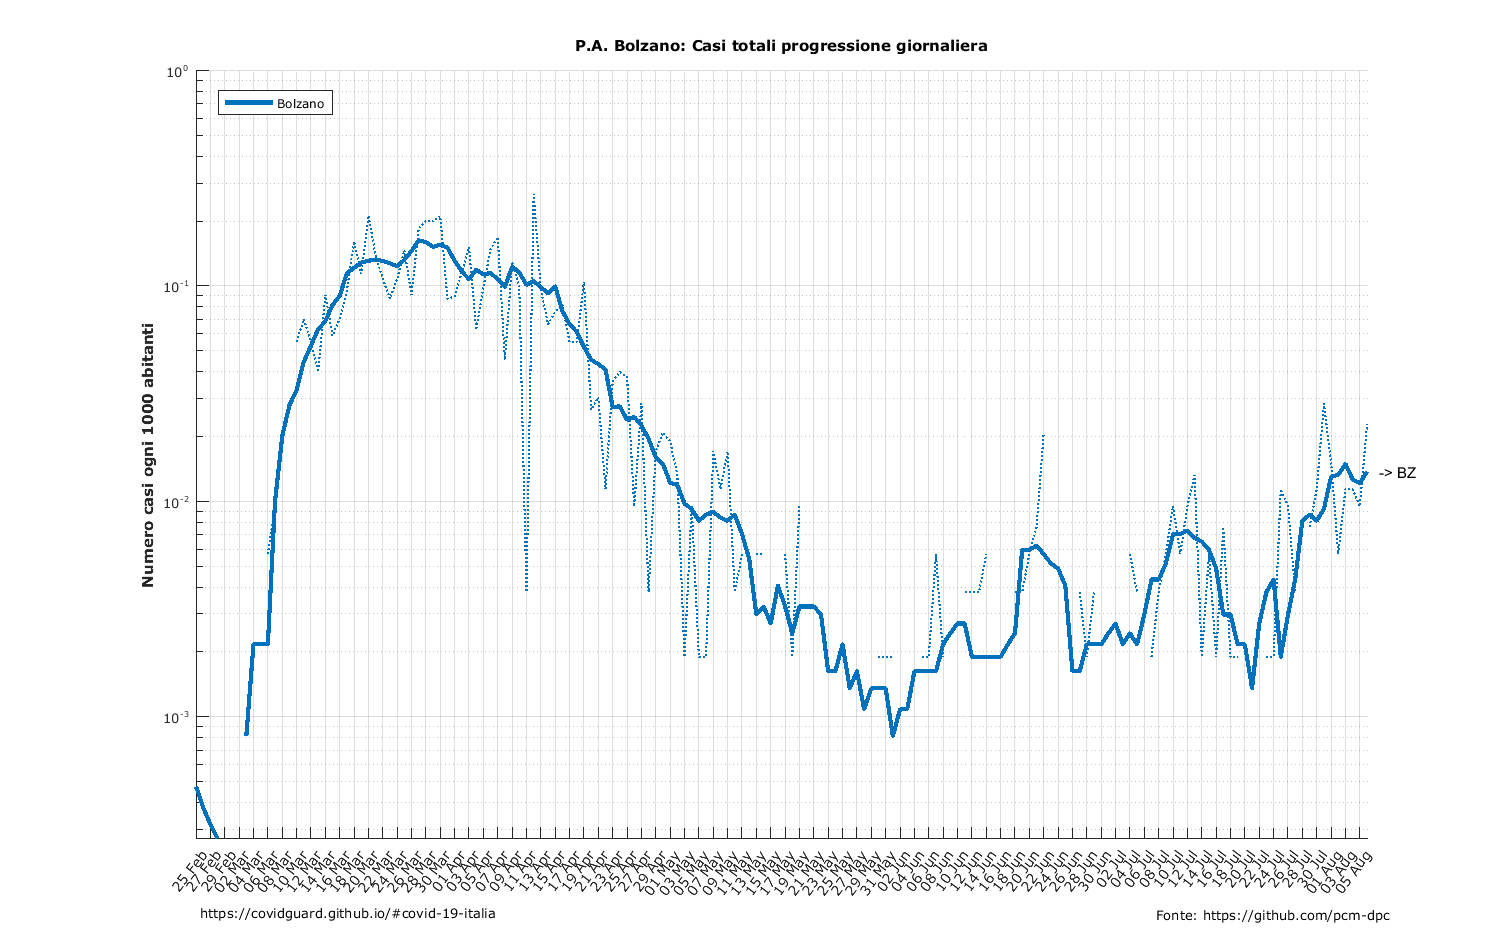 P.A. Bolzano: Casi totali progressione giornaliera
Bolzano
Numero casi ogni 1000 abitanti
10^0
10^-1
10^-2
10^-3
-> BZ
25 Feb
27 Feb
29 Feb
02 Mar
04 Mar
06 Mar
08 Mar
10 Mar
12 Mar
14 Mar
16 Mar
18 Mar
20 Mar
22 Mar
24 Mar
26 Mar
28 Mar
30 Mar
01 Apr
03 Apr
05 Apr
07 Apr
09 Apr
11 Apr
13 Apr
15 Apr
17 Apr
19 Apr
21 Apr
23 Apr
25 Apr
27 Apr
29 Apr
01 May
03 May
05 May
07 May
09 May
11 May
13 May
15 May
17 May
19 May
21 May
23 May
25 May
27 May
29 May
31 May
02 Jun
04 Jun
06 Jun
08 Jun
10 Jun
12 Jun
14 Jun
16 Jun
18 Jun
20 Jun
22 Jun
24 Jun
26 Jun
28 Jun
30 Jun
02 Jul
04 Jul
06 Jul
08 Jul
10 Jul
12 Jul
14 Jul
16 Jul
18 Jul
20 Jul
22 Jul
24 Jul
26 Jul
28 Jul
30 Jul
01 Aug
03 Aug
05 Aug
https://covidguard.github.io/#covid-19-italia
Fonte: https://github.com/pcm-dpc